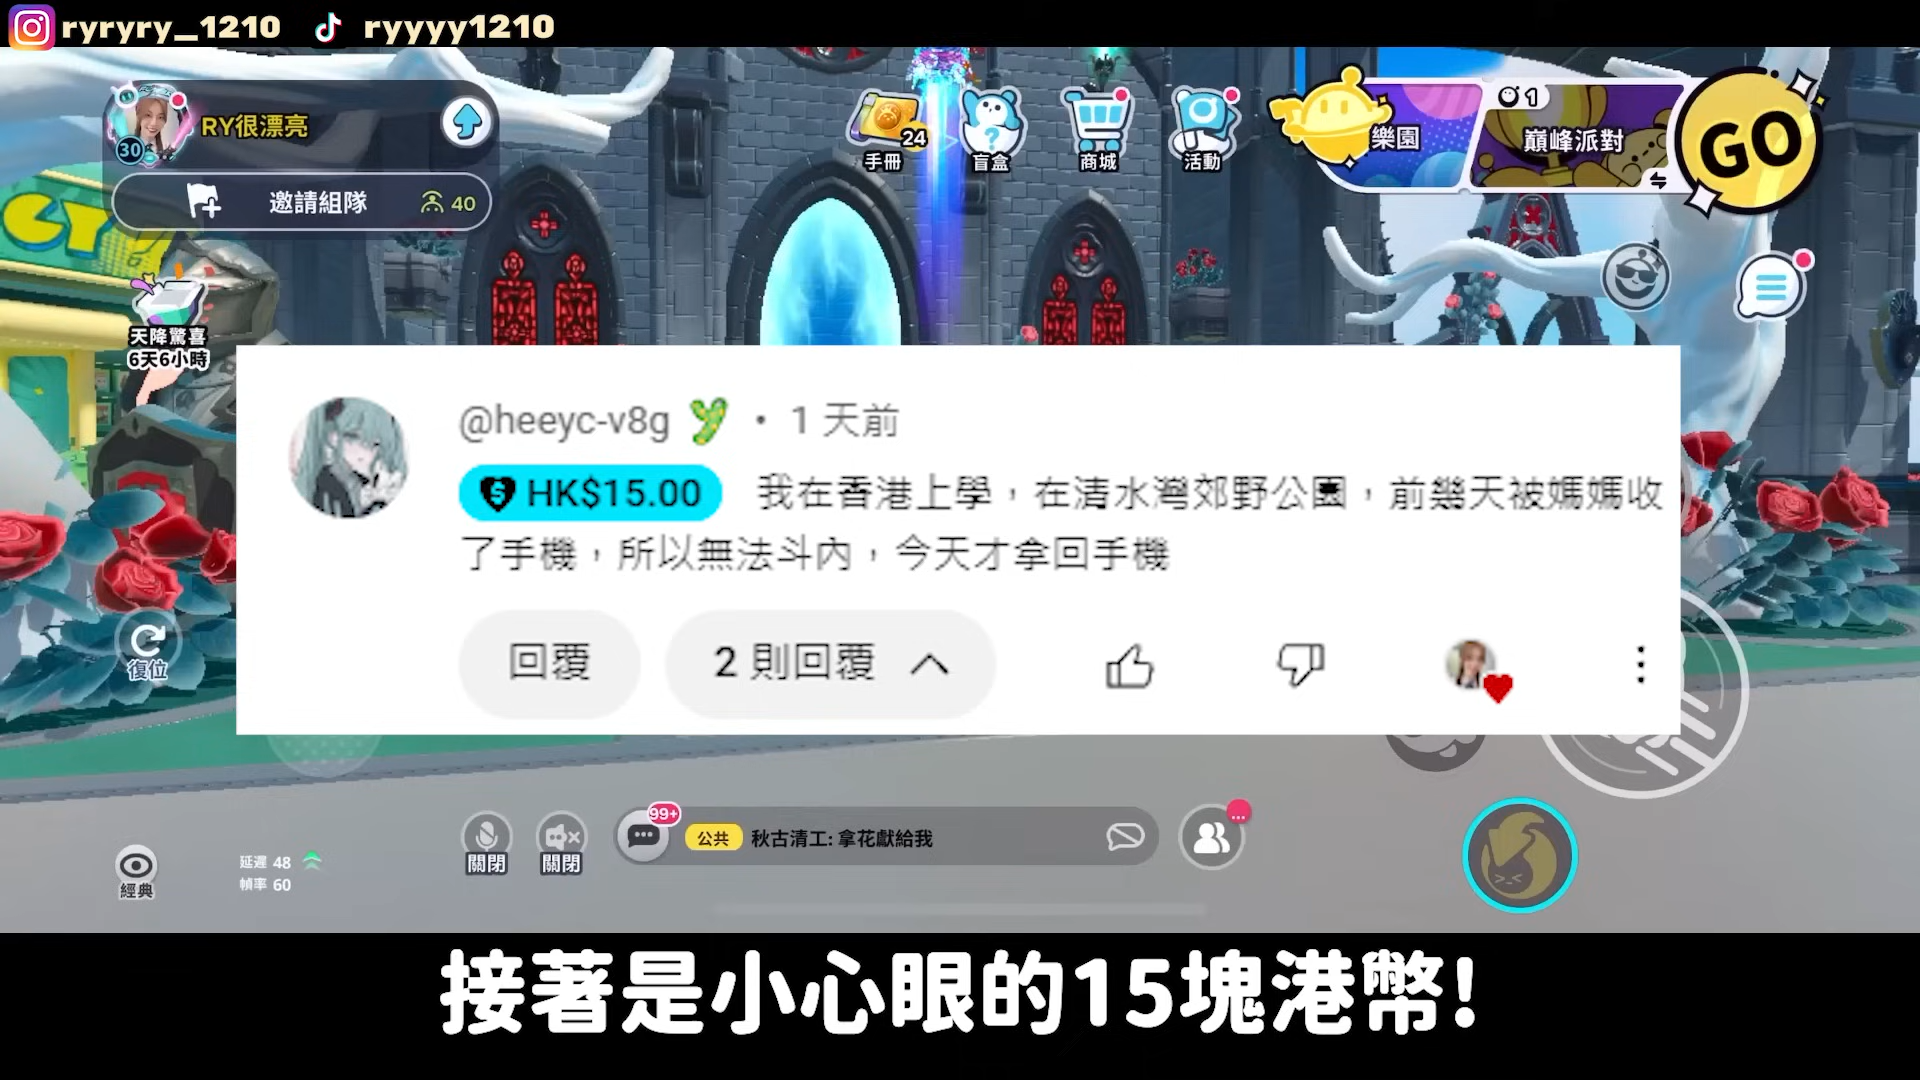 ryryry_1210 ryyyy1210
RY很漂亮
30
邀請組隊 40
24
手冊
盲盒
商城
活動
樂園
1
巔峰派對
GO
天降驚喜
6天6小時
@heeyc-v8g • 1 天前
HK$15.00 我在香港上學，在清水灣郊野公園，前幾天被媽媽收
了手機，所以無法斗內，今天才拿回手機
回覆 2 則回覆
復位
經典
延遲 48
幀率 60
關閉
關閉
99+
公共 秋古清工: 拿花獻給我
接著是小心眼的15塊港幣!